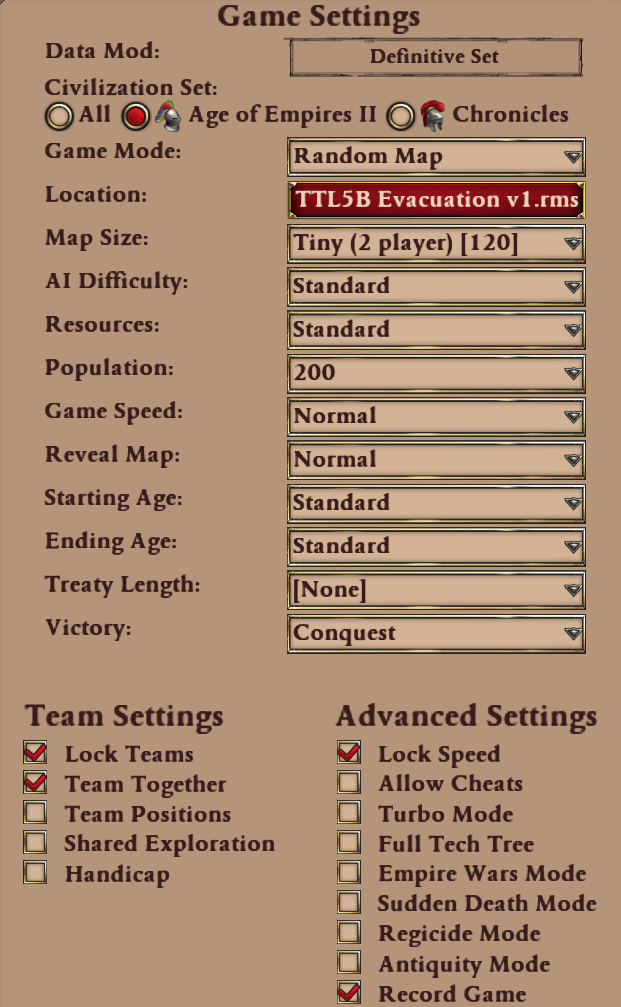 Game Settings
Data Mod: Definitive Set
Civilization Set:
All Age of Empires II Chronicles
Game Mode: Random Map
Location: TTL5B Evacuation v1.rms
Map Size: Tiny (2 player) [120]
AI Difficulty: Standard
Resources: Standard
Population: 200
Game Speed: Normal
Reveal Map: Normal
Starting Age: Standard
Ending Age: Standard
Treaty Length: [None]
Victory: Conquest
Team Settings
Lock Teams
Team Together
Team Positions
Shared Exploration
Handicap
Advanced Settings
Lock Speed
Allow Cheats
Turbo Mode
Full Tech Tree
Empire Wars Mode
Sudden Death Mode
Regicide Mode
Antiquity Mode
Record Game